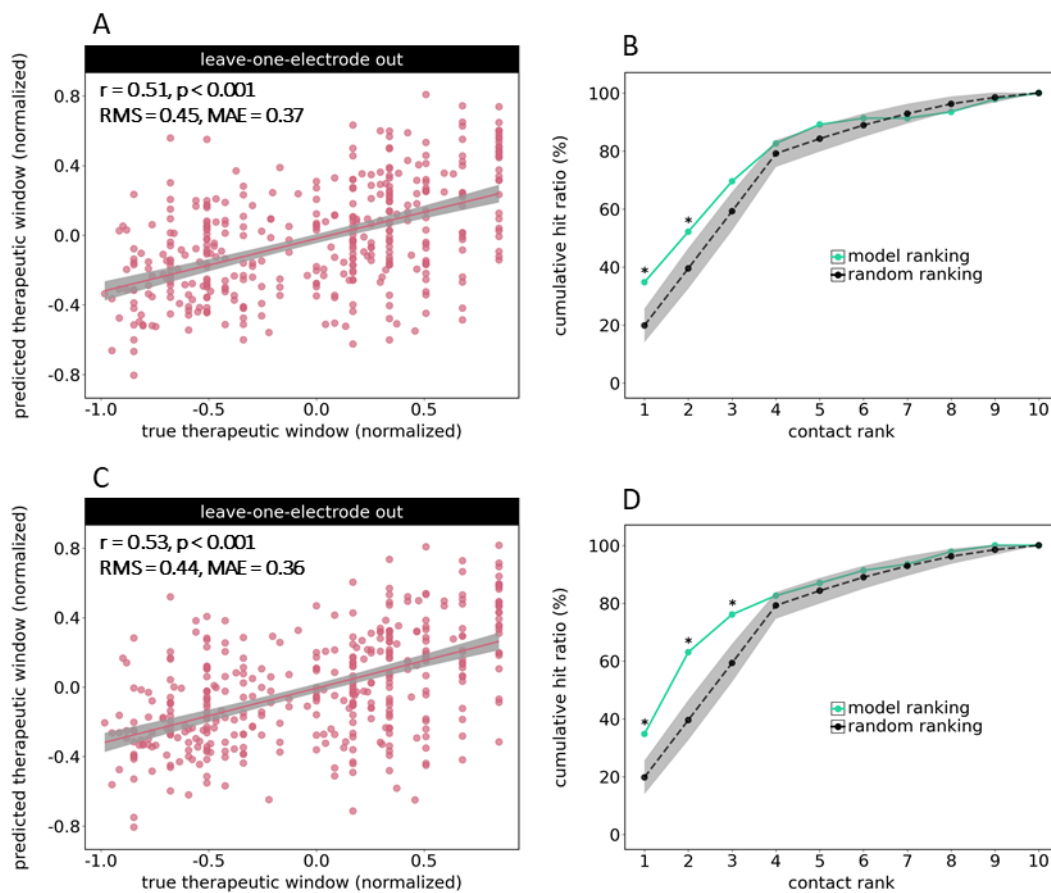 A
leave-one-electrode out
r = 0.51, p < 0.001
RMS = 0.45, MAE = 0.37
predicted therapeutic window (normalized)
0.8
0.4
0.0
-0.4
-0.8
-1.0 -0.5 0.0 0.5
true therapeutic window (normalized)
B
cumulative hit ratio (%)
100
80
60
40
20
0
*
*
model ranking
random ranking
1 2 3 4 5 6 7 8 9 10
contact rank
C
leave-one-electrode out
r = 0.53, p < 0.001
RMS = 0.44, MAE = 0.36
predicted therapeutic window (normalized)
0.8
0.4
0.0
-0.4
-0.8
-1.0 -0.5 0.0 0.5
true therapeutic window (normalized)
D
cumulative hit ratio (%)
100
80
60
40
20
0
*
*
*
model ranking
random ranking
1 2 3 4 5 6 7 8 9 10
contact rank